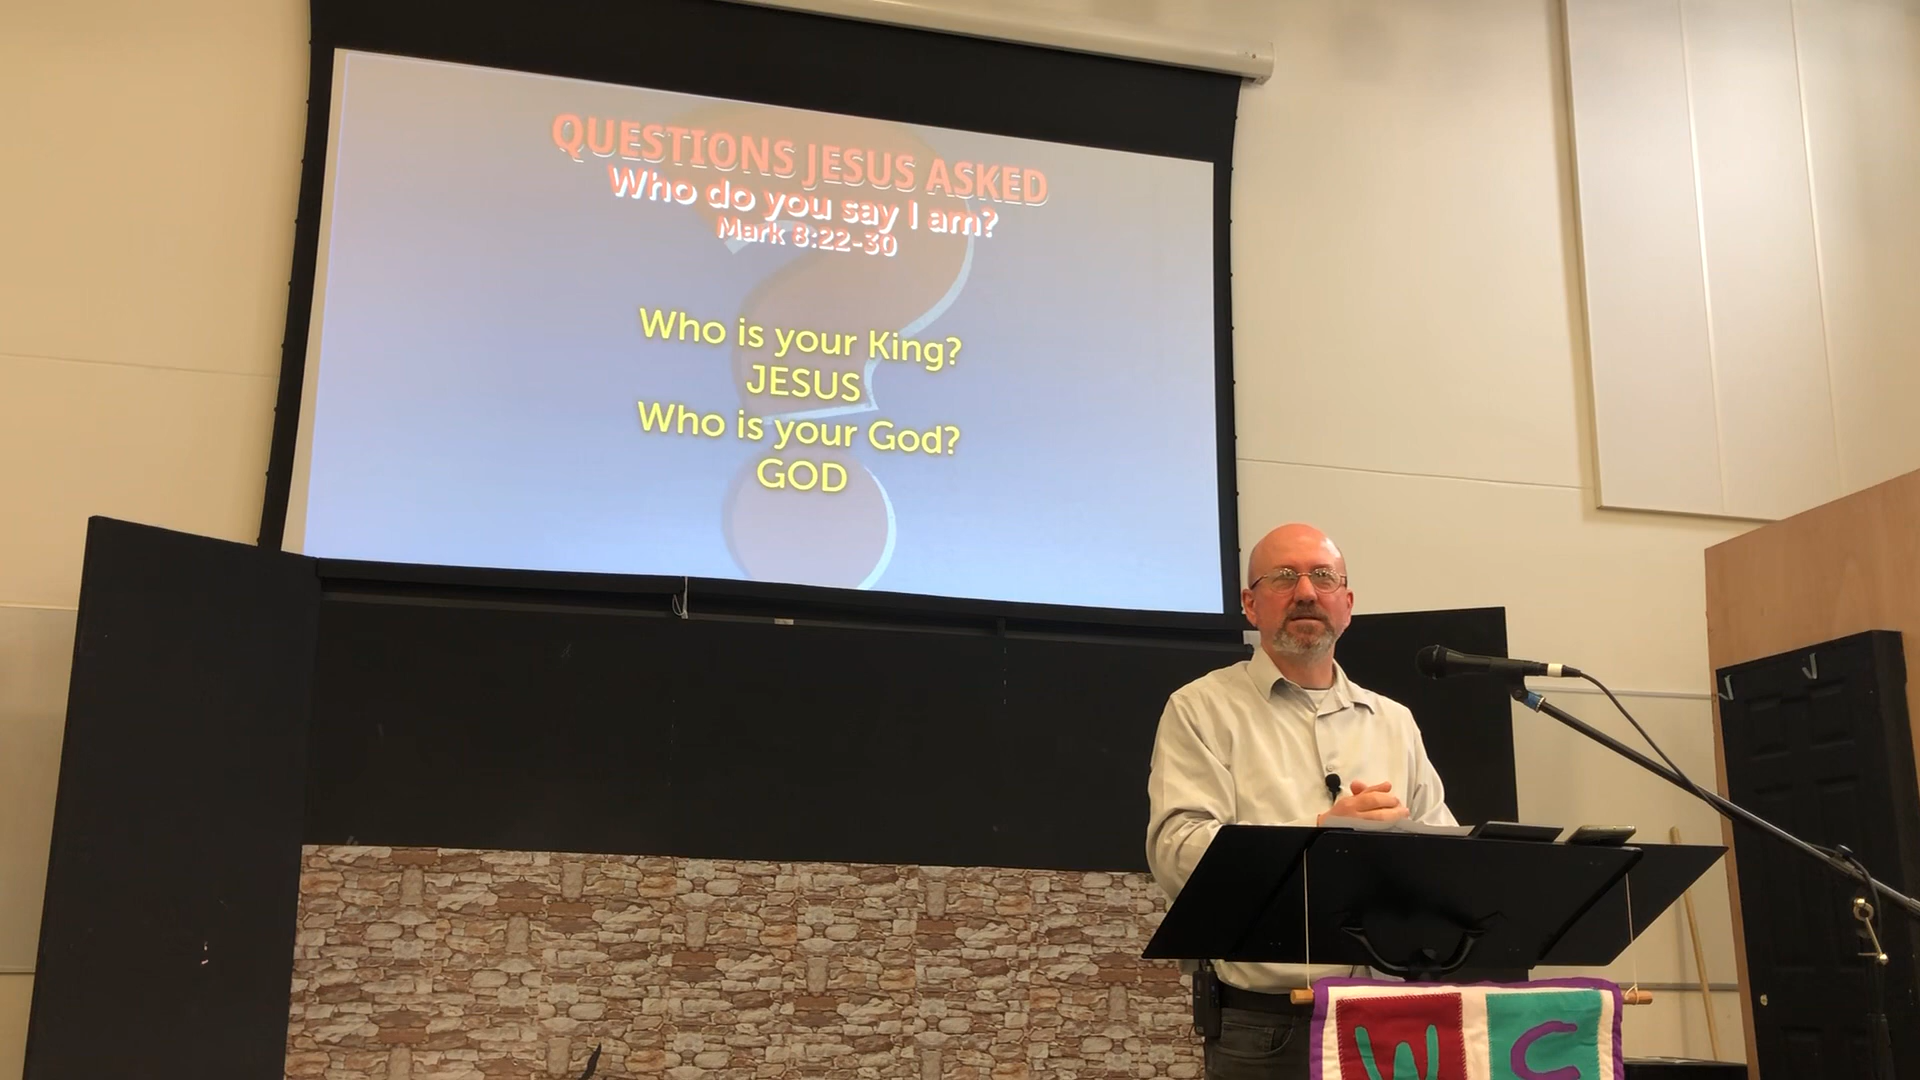 QUESTIONS JESUS ASKED
Who do you say I am?
Mark 8:22-30
Who is your King?
JESUS
Who is your God?
GOD
W C